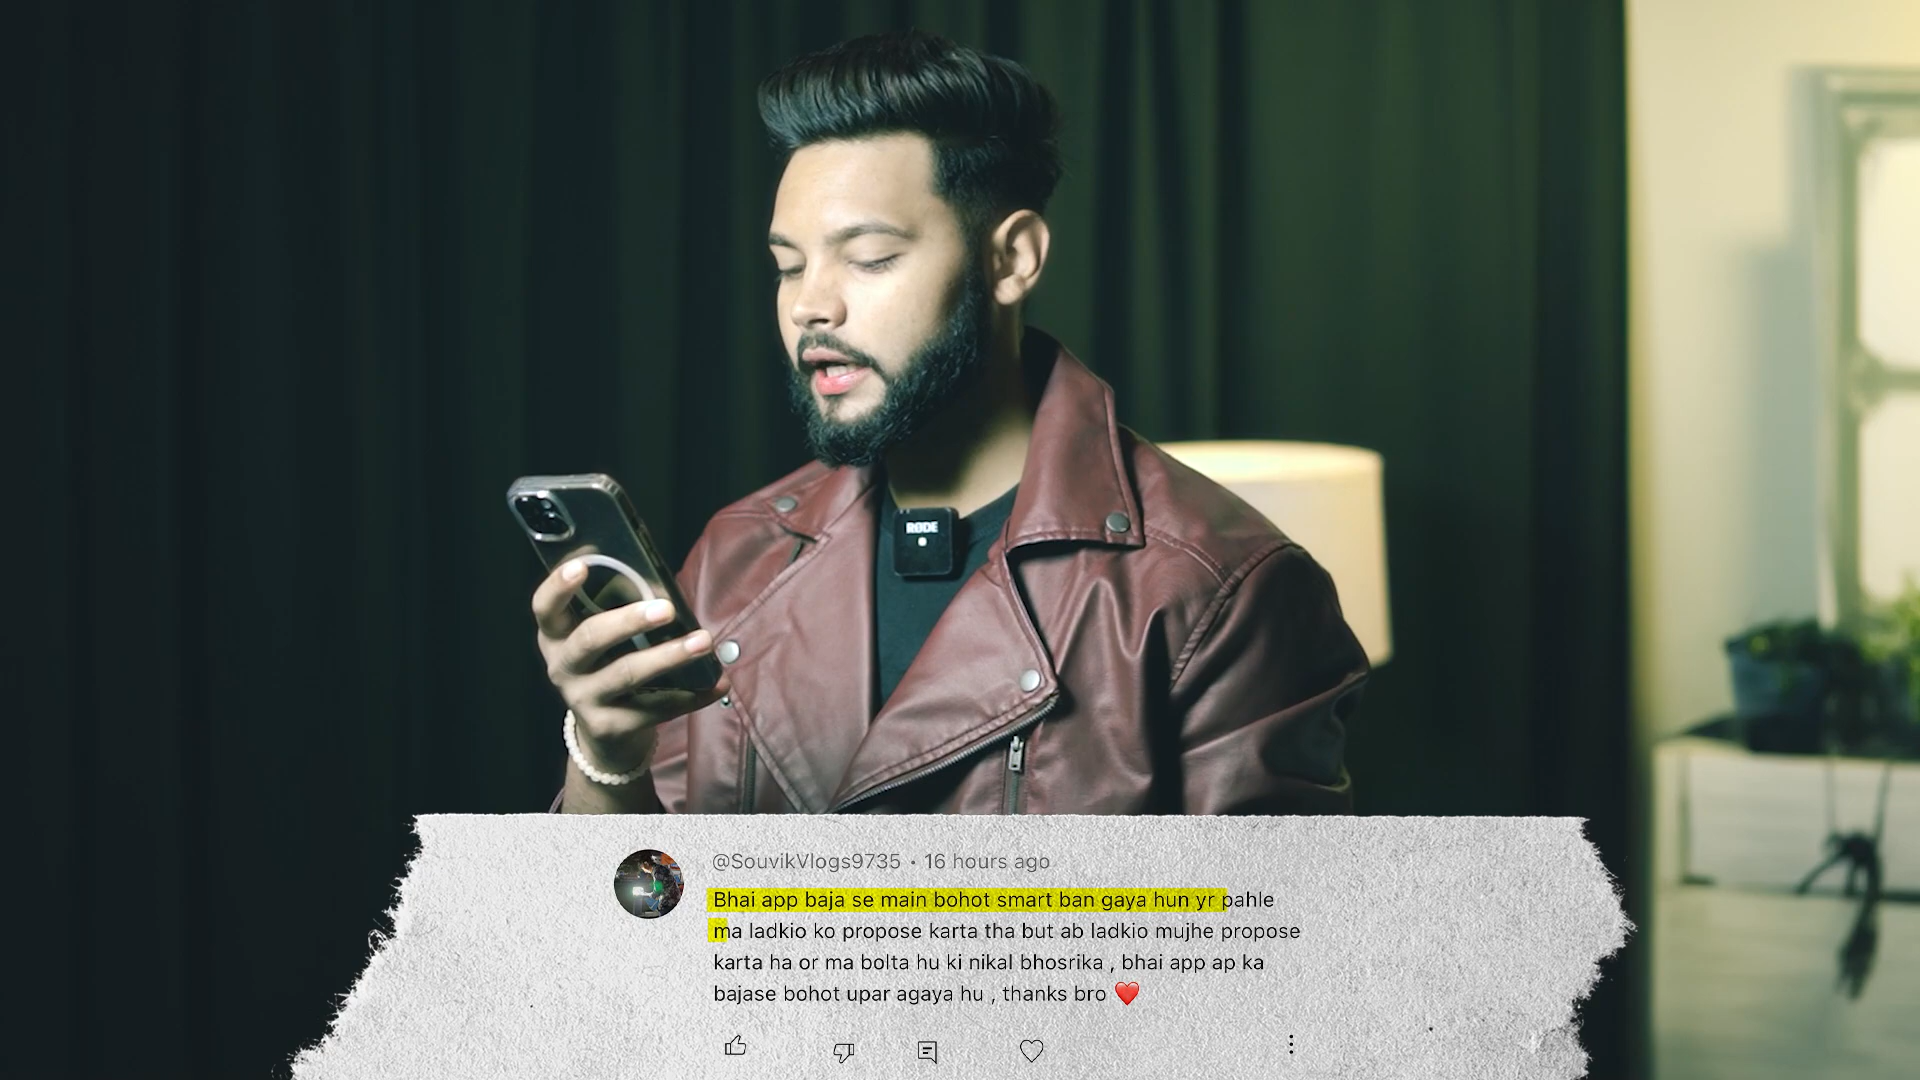 RØDE
@SouvikVlogs9735 • 16 hours ago
Bhai app baja se main bohot smart ban gaya hun yr pahle
ma ladkio ko propose karta tha but ab ladkio mujhe propose
karta ha or ma bolta hu ki nikal bhosrika , bhai app ap ka
bajase bohot upar agaya hu , thanks bro ❤️